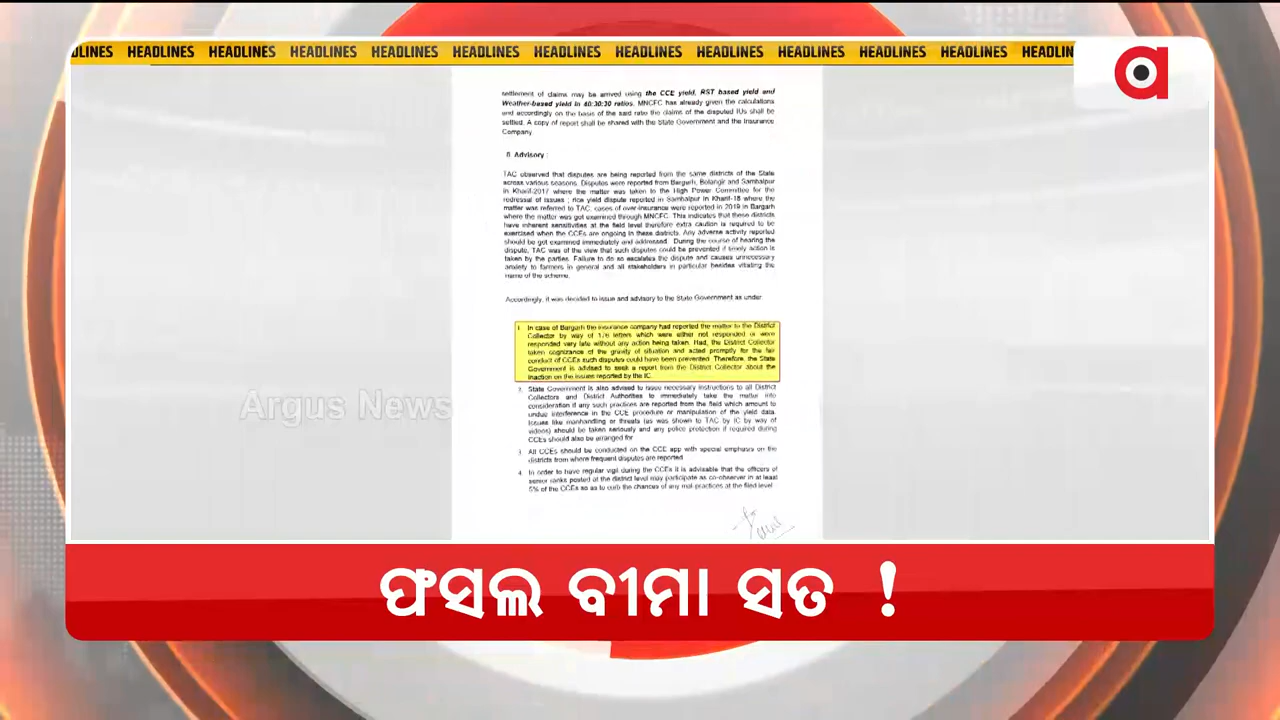 DLINES HEADLINES HEADLINES HEADLINES HEADLINES HEADLINES HEADLINES HEADLINES HEADLINES HEADLINES HEADLINES HEADLINES HEADLIN
settlement of claims may be arrived using the CCE yield, RST based yield and
Weather-based yield in 40:30:30 ratios. MNCFC has already given the calculations
and accordingly on the basis of the said ratio the claims of the disputed IUs shall be
settled. A copy of report shall be shared with the State Government and the Insurance
Company.
8 Advisory :
TAC observed that disputes are being reported from the same districts of the State
across various seasons. Disputes were reported from Bargarh, Bolangir and Sambalpur
in Kharif-2017 where the matter was taken to the High Power Committee for the
redressal of issues ; rice yield dispute reported in Sambalpur in Kharif-18 where the
matter was referred to TAC, cases of over-insurance were reported in 2019 in Bargarh
where the matter was got examined through MNCFC. This indicates that these districts
have inherent sensitivities at the field level therefore extra caution is required to be
exercised when the CCEs are ongoing in these districts. Any adverse activity reported
should be got examined immediately and addressed. During the course of hearing the
dispute, TAC was of the view that such disputes could be prevented if timely action is
taken by the parties. Failure to do so escalates the dispute and causes unnecessary
anxiety to farmers in general and all stakeholders in particular besides vitiating the
name of the scheme.
Accordingly, it was decided to issue and advisory to the State Government as under
1. In case of Bargarh the insurance company had reported the matter to the District
Collector by way of 176 letters which were either not responded or were
responded very late without any action being taken. Had, the District Collector
taken cognizance of the gravity of situation and acted promptly for the fair
conduct of CCEs such disputes could have been prevented. Therefore, the State
Government is advised to seek a report from the District Collector about the
inaction on the issues reported by the IC.
2. State Government is also advised to issue necessary instructions to all District
Collectors and District Authorities to immediately take the matter into
consideration if any such practices are reported from the field which amount to
undue interference in the CCE procedure or manipulation of the yield data.
Issues like manhandling or threats (as was shown to TAC by IC by way of
videos) should be taken seriously and any police protection if required during
CCEs should also be arranged for
3. All CCEs should be conducted on the CCE app with special emphasis on the
districts from where frequent disputes are reported
4. In order to have regular vigil during the CCEs it is advisable that the officers of
senior ranks posted at the district level may participate as co-observer in at least
5% of the CCEs so as to curb the chances of any mal-practices at the filed level
Argus News
ଫସଲ ବୀମା ସତ !